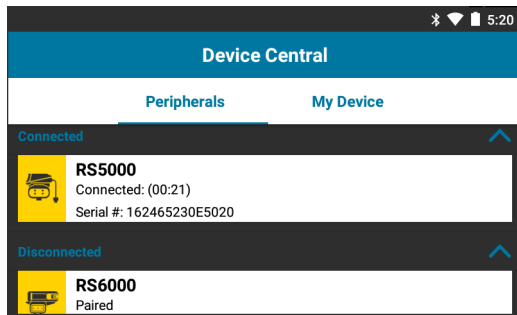 5:20
Device Central
Peripherals
My Device
Connected
RS5000
Connected: (00:21)
Serial #: 162465230E5020
Disconnected
RS6000
Paired